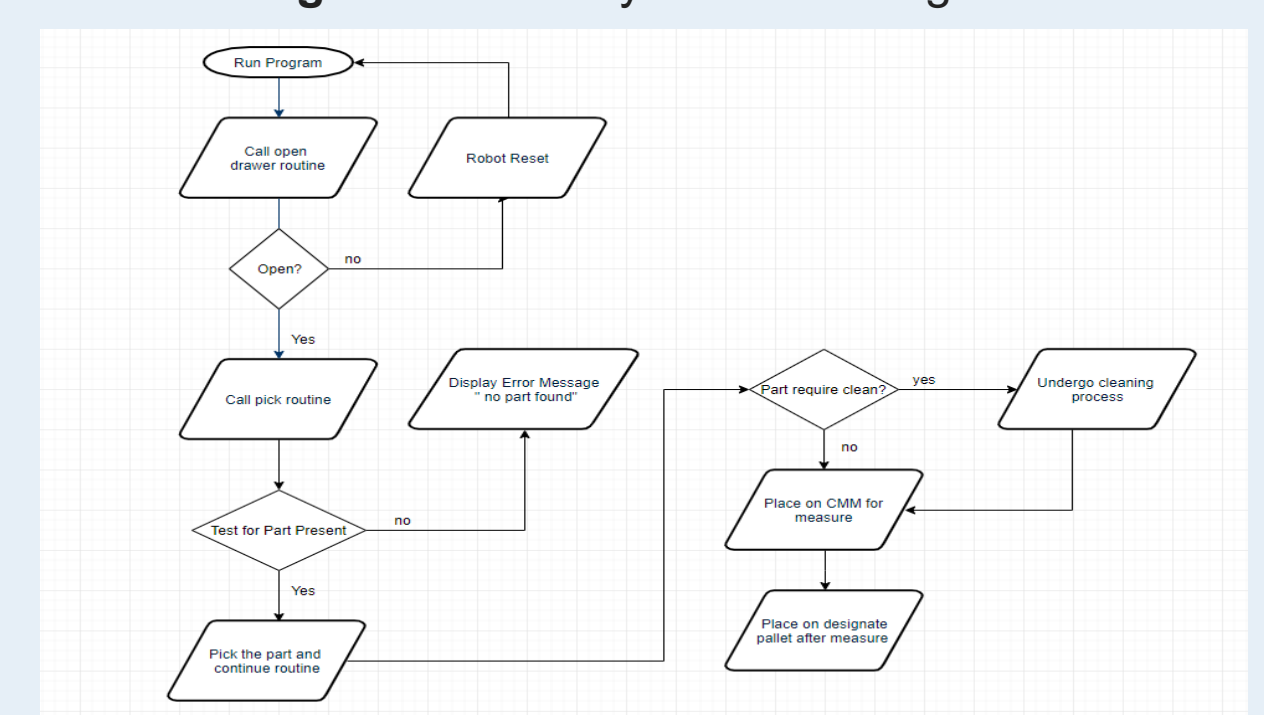 Run Program
Call open
drawer routine
Robot Reset
Open?
no
Yes
Call pick routine
Display Error Message
" no part found"
Test for Part Present
no
Yes
Pick the part and
continue routine
Part require clean?
yes
Undergo cleaning
process
no
Place on CMM for
measure
Place on designate
pallet after measure